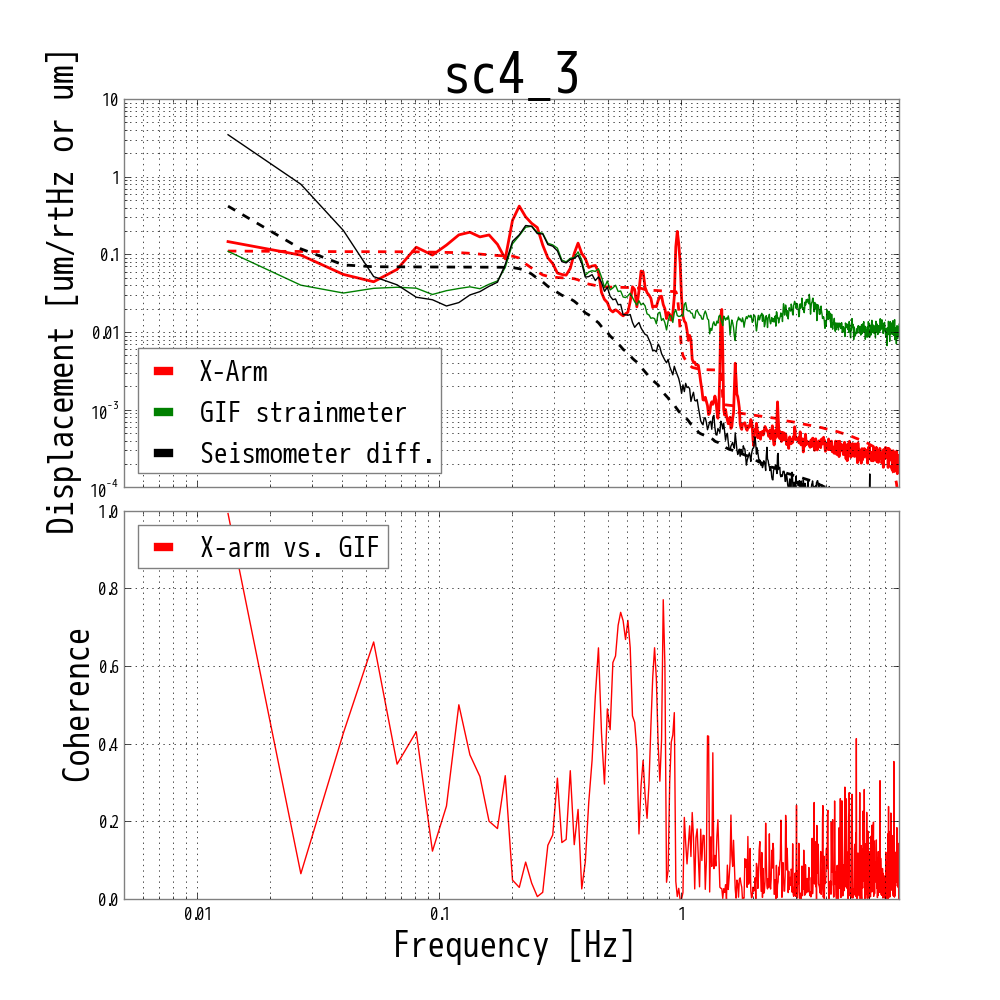 sc4_3
Displacement [um/rtHz or um]
10
1
0.1
0.01
10^-3
10^-4
X-Arm
GIF strainmeter
Seismometer diff.
Coherence
1.0
0.8
0.6
0.4
0.2
0.0
X-arm vs. GIF
0.01
0.1
1
Frequency [Hz]